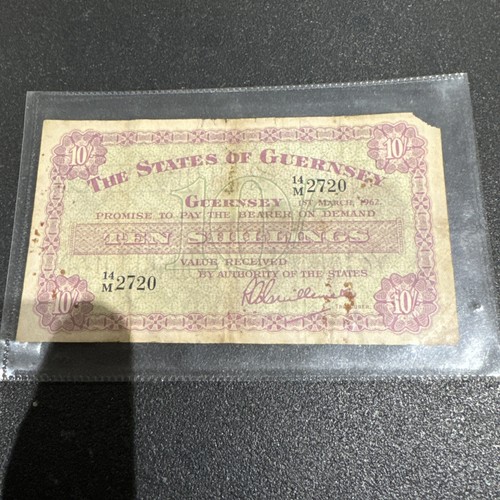 10/- 10/-
THE STATES OF GUERNSEY
14/M 2720
GUERNSEY 1ST MARCH, 1962.
PROMISE TO PAY THE BEARER ON DEMAND
TEN SHILLINGS
VALUE RECEIVED
14/M 2720 BY AUTHORITY OF THE STATES
10/- 10/-